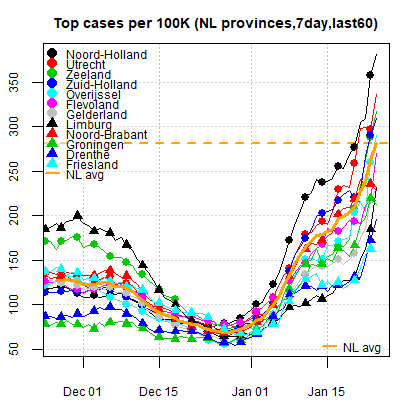 Top cases per 100K (NL provinces,7day,last60)
Noord-Holland
Utrecht
Zeeland
Zuid-Holland
Overijssel
Flevoland
Gelderland
Limburg
Noord-Brabant
Groningen
Drenthe
Friesland
NL avg
350
300
250
200
150
100
50
NL avg
Dec 01
Dec 15
Jan 01
Jan 15